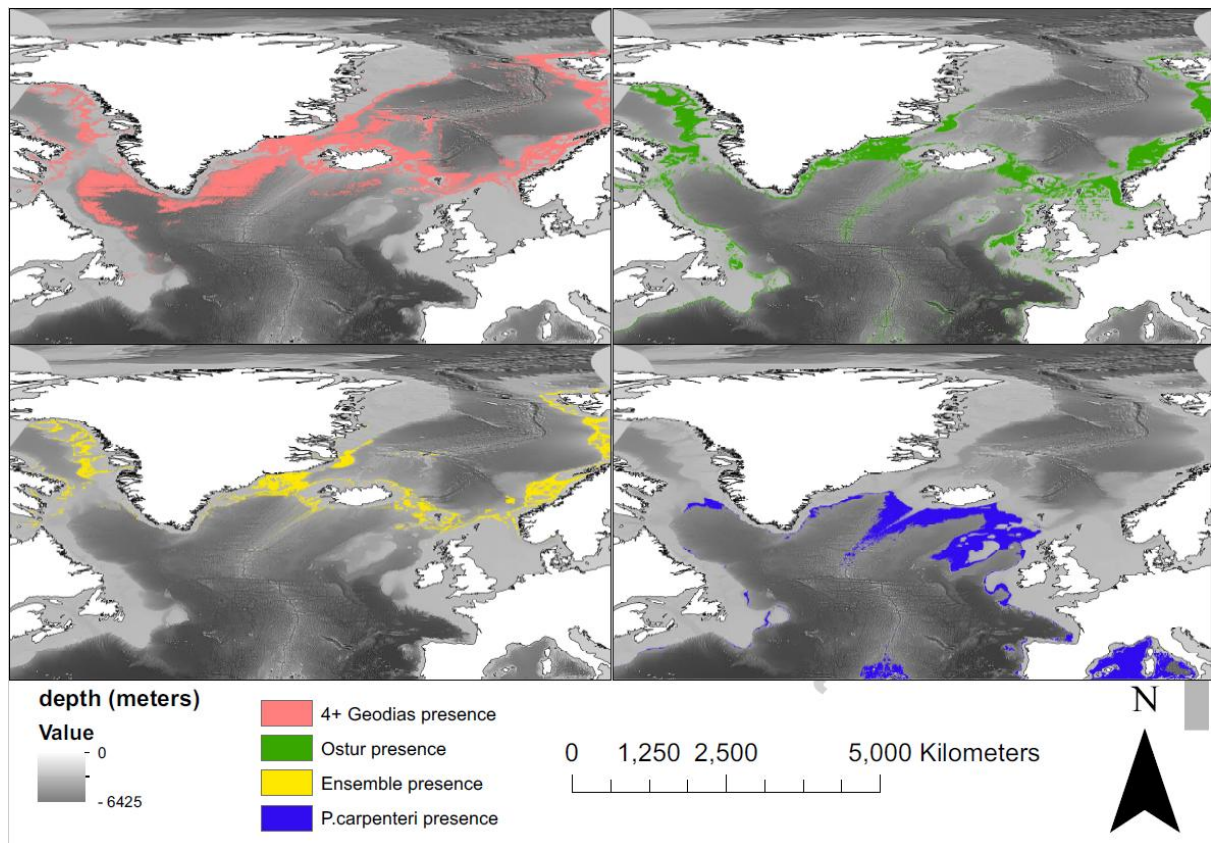 depth (meters)
Value
0
- 6425
4+ Geodias presence
Ostur presence
Ensemble presence
P.carpenteri presence
0 1,250 2,500 5,000 Kilometers
N